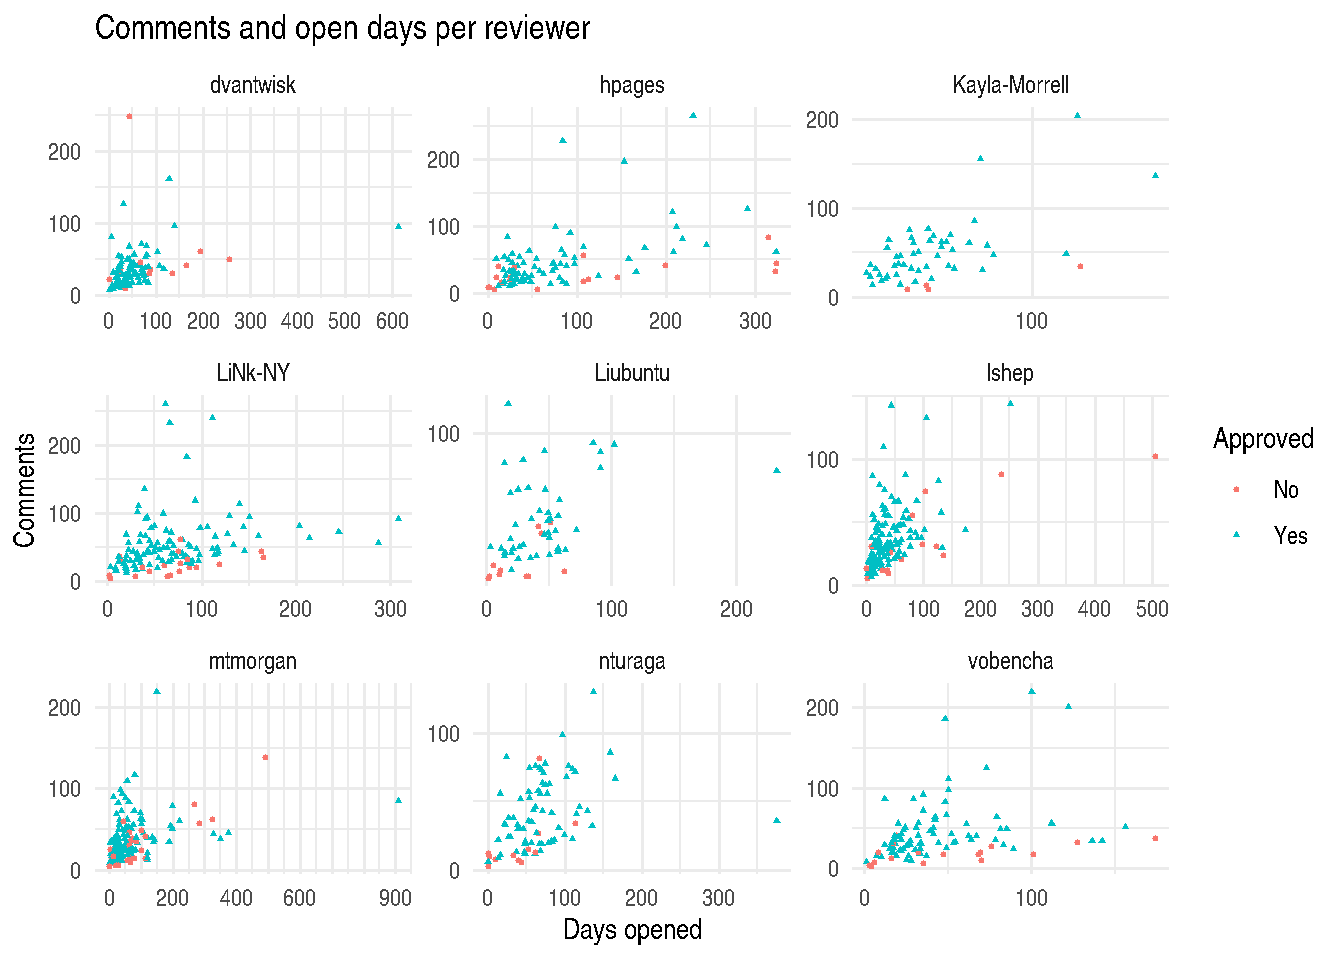 Comments and open days per reviewer
dvantwisk
hpages
Kayla-Morrell
200
100
0
0 100 200 300 400 500 600
200
100
0
0 100 200 300
200
100
0
100
LiNk-NY
Liubuntu
lshep
200
100
0
0 100 200 300
100
0 100 200
100
0
0 100 200 300 400 500
mtmorgan
nturaga
vobencha
200
100
0
0 200 400 600 900
100
0
0 100 200 300
200
100
0
0 100
Comments
Days opened
Approved
No
Yes